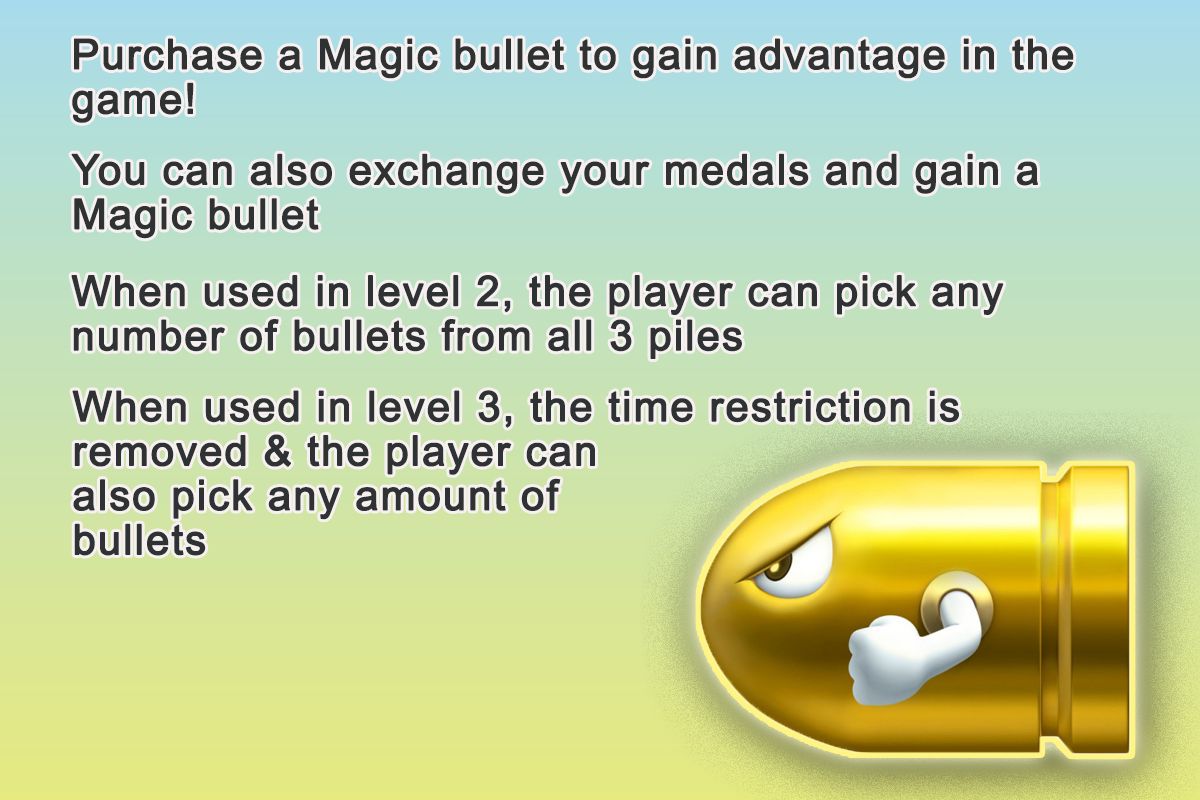 Purchase a Magic bullet to gain advantage in the
game!
You can also exchange your medals and gain a
Magic bullet
When used in level 2, the player can pick any
number of bullets from all 3 piles
When used in level 3, the time restriction is
removed & the player can
also pick any amount of
bullets